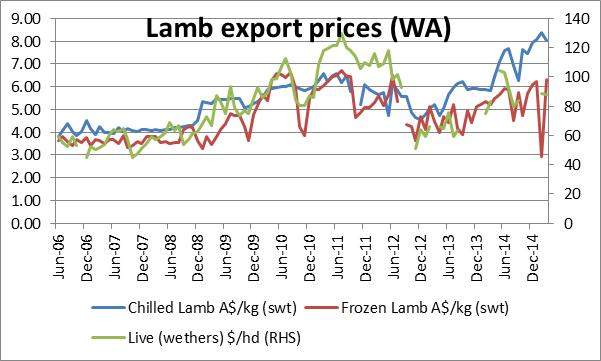 Lamb export prices (WA)
9.00
8.00
7.00
6.00
5.00
4.00
3.00
2.00
1.00
0.00
140
120
100
80
60
40
20
0
Jun-06
Dec-06
Jun-07
Dec-07
Jun-08
Dec-08
Jun-09
Dec-09
Jun-10
Dec-10
Jun-11
Dec-11
Jun-12
Dec-12
Jun-13
Dec-13
Jun-14
Dec-14
Chilled Lamb A$/kg (swt)
Frozen Lamb A$/kg (swt)
Live (wethers) $/hd (RHS)